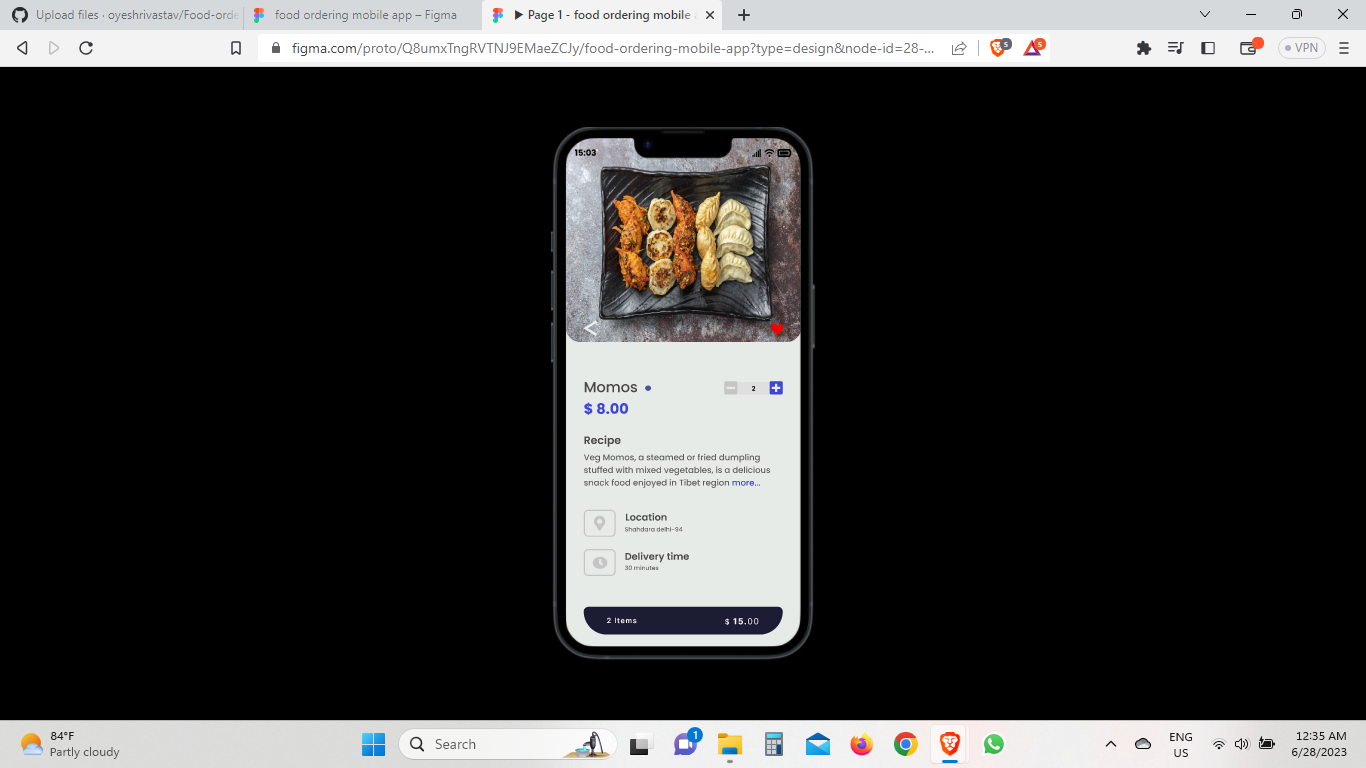 Upload files · oyeshrivastav/Food-orde
food ordering mobile app – Figma
Page 1 - food ordering mobile a
figma.com/proto/Q8umxTngRVTNJ9EMaeZCJy/food-ordering-mobile-app?type=design&node-id=28-...
5
5
VPN
15:03
Momos
2
$ 8.00
Recipe
Veg Momos, a steamed or fried dumpling
stuffed with mixed vegetables, is a delicious
snack food enjoyed in Tibet region more...
Location
Shahdara delhi-94
Delivery time
30 minutes
2 Items $ 15.00
84°F
Partly cloudy
Search
1
ENG
US
12:35 AM
6/28/2023